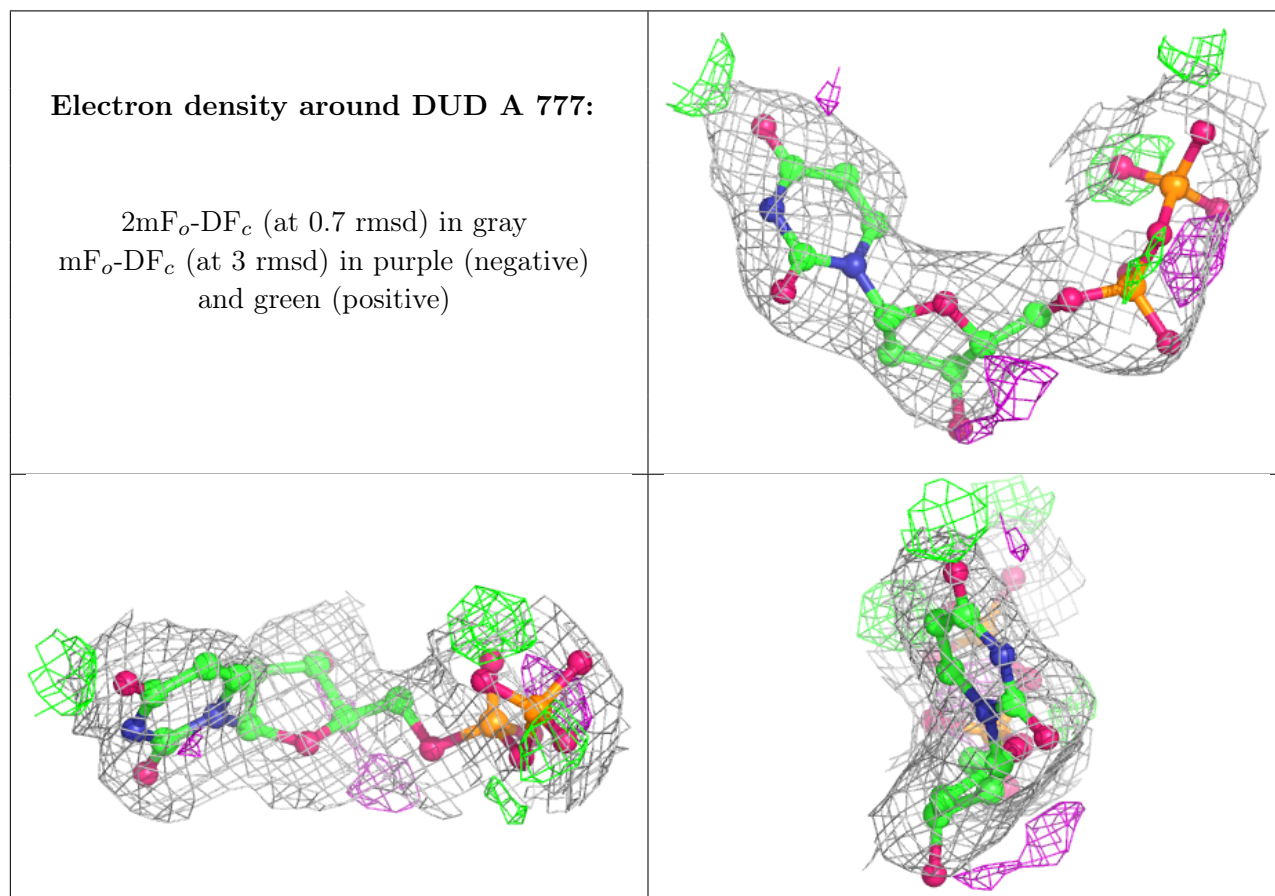 Electron density around DUD A 777:
2mFo-DFc (at 0.7 rmsd) in gray
mFo-DFc (at 3 rmsd) in purple (negative)
and green (positive)